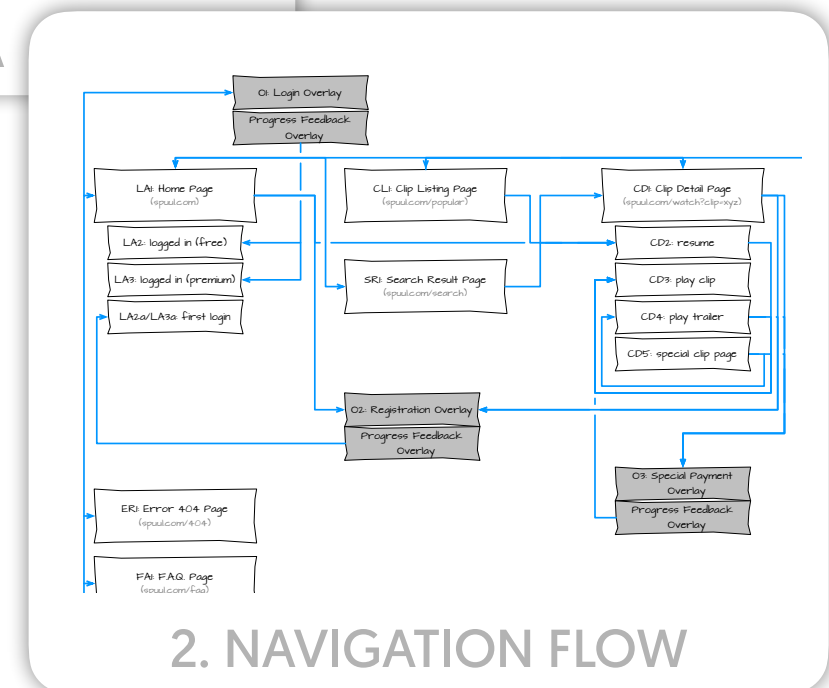 O1: Login Overlay
Progress Feedback
Overlay
LA1: Home Page
(spuul.com)
LA2: logged in (free)
LA3: logged in (premium)
LA2a/LA3a: first login
CL1: Clip Listing Page
(spuul.com/popular)
SR1: Search Result Page
(spuul.com/search)
CD1: Clip Detail Page
(spuul.com/watch?clip=xyz)
CD2: resume
CD3: play clip
CD4: play trailer
CD5: special clip page
O2: Registration Overlay
Progress Feedback
Overlay
O3: Special Payment
Overlay
Progress Feedback
Overlay
ER1: Error 404 Page
(spuul.com/404)
FA1: F.A.Q. Page
(spuul.com/faq)
2. NAVIGATION FLOW